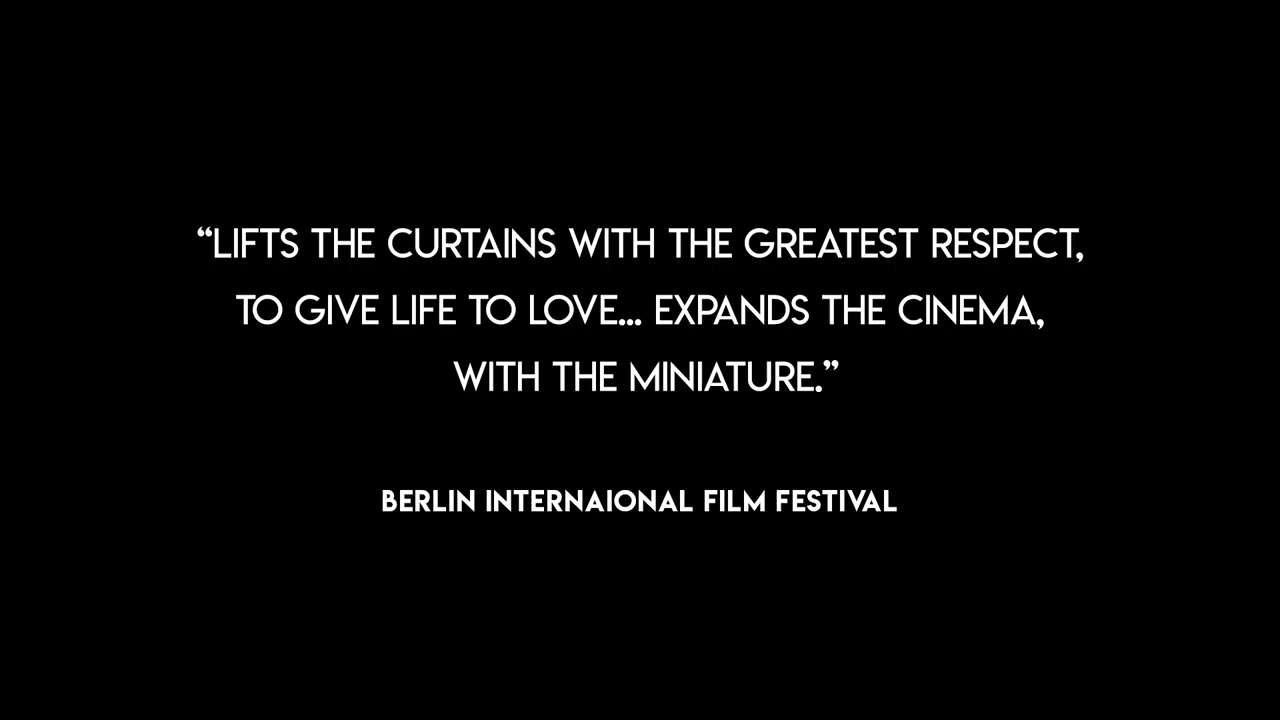 “LIFTS THE CURTAINS WITH THE GREATEST RESPECT,
TO GIVE LIFE TO LOVE... EXPANDS THE CINEMA,
WITH THE MINIATURE.”
BERLIN INTERNAIONAL FILM FESTIVAL